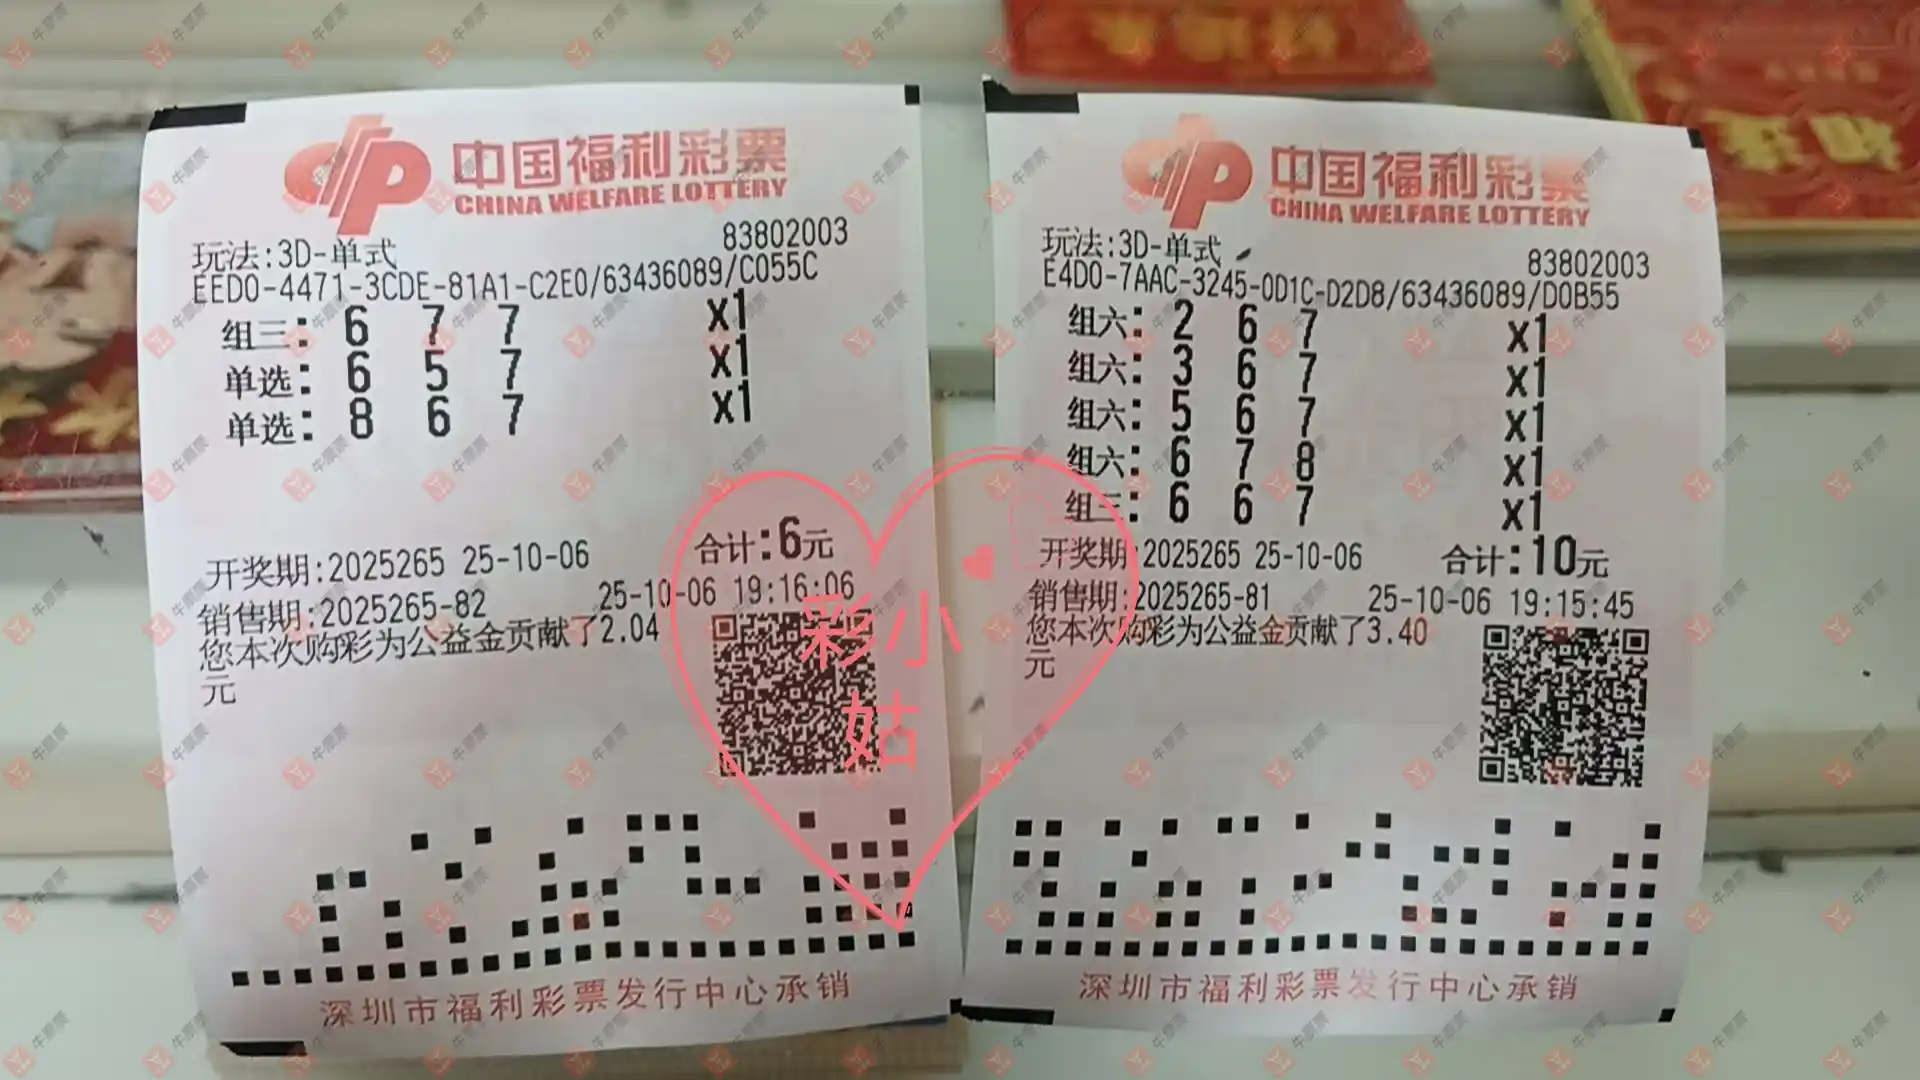 中国福利彩票
CHINA WELFARE LOTTERY
83802003
玩法:3D-单式
EED0-4471-3CDE-81A1-C2E0/63436089/C055C
组三: 6 7 7 x1
单选: 6 5 7 x1
单选: 8 6 7 x1
合计:6元
开奖期:2025265 25-10-06
销售期:2025265-82 25-10-06 19:16:06
您本次购彩为公益金贡献了2.04
元
深圳市福利彩票发行中心承销
中国福利彩票
CHINA WELFARE LOTTERY
83802003
玩法:3D-单式
E4D0-7AAC-3245-0D1C-D2D8/63436089/D0B55
组六: 2 6 7 x1
组六: 3 6 7 x1
组六: 5 6 7 x1
组六: 6 7 8 x1
组三: 6 6 7 x1
开奖期:2025265 25-10-06 合计:10元
销售期:2025265-81 25-10-06 19:15:45
您本次购彩为公益金贡献了3.40
元
深圳市福利彩票发行中心承销
彩小
姑